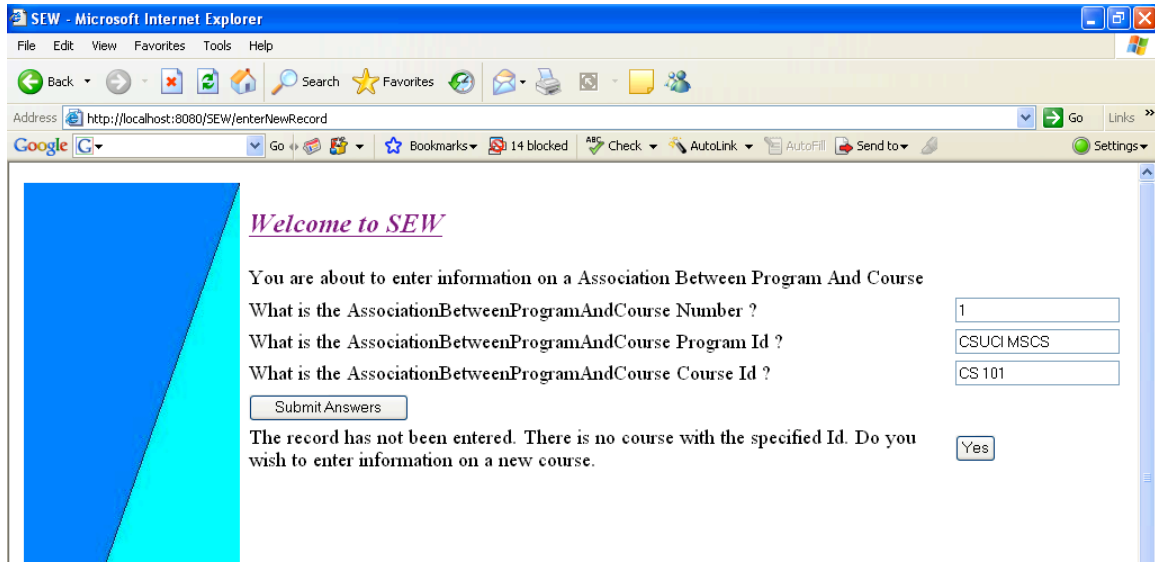 SEW - Microsoft Internet Explorer
File Edit View Favorites Tools Help
Back Search Favorites
Address http://localhost:8080/SEW/enterNewRecord Go Links »
Google G Go Bookmarks 14 blocked ABC Check AutoLink AutoFill Send to Settings
Welcome to SEW
You are about to enter information on a Association Between Program And Course
What is the AssociationBetweenProgramAndCourse Number ? 1
What is the AssociationBetweenProgramAndCourse Program Id ? CSUCI MSCS
What is the AssociationBetweenProgramAndCourse Course Id ? CS 101
Submit Answers
The record has not been entered. There is no course with the specified Id. Do you
wish to enter information on a new course. Yes